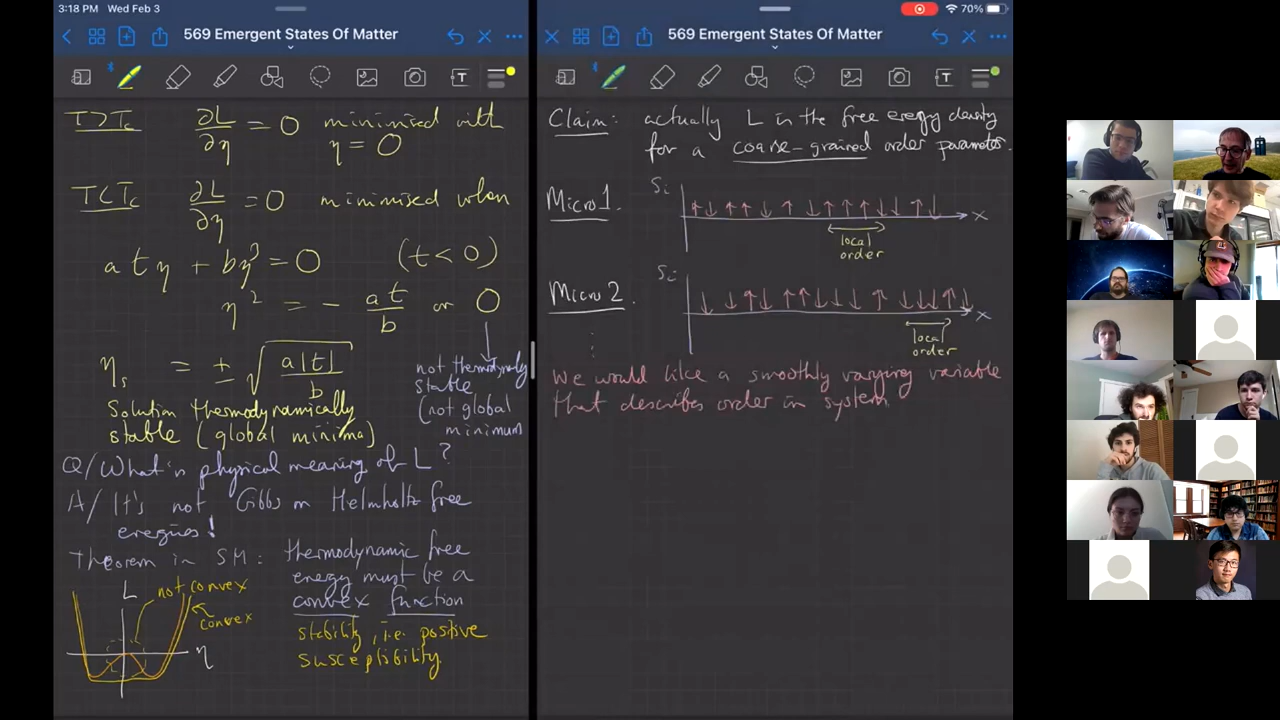 3:18 PM Wed Feb 3
70%
569 Emergent States Of Matter
569 Emergent States Of Matter
T>Tc ∂L/∂η = 0 minimised with
η = 0
T<Tc ∂L/∂η = 0 minimised when
atη + bη³ = 0 (t < 0)
η² = - at/b or 0
ηs = ± √(a|t|/b)
not thermodynamically
stable
(not global
minimum
Solution thermodynamically
stable (global minima)
Q/ What is physical meaning of L?
A/ It's not Gibbs or Helmholtz free
energies!
Theorem in SM: thermodynamic free
energy must be a
convex function
stability, i.e. positive
susceptibility.
L
not convex
convex
η
Claim: actually L is the free energy density
for a coarse-grained order parameter.
Micro 1. Si
↑↓↑↑↓↑↓↑↑↑↓↓↑↓ x
local
order
Micro 2. Si
x
local
order
⋮
We would like a smoothly varying variable
that describes order in system.